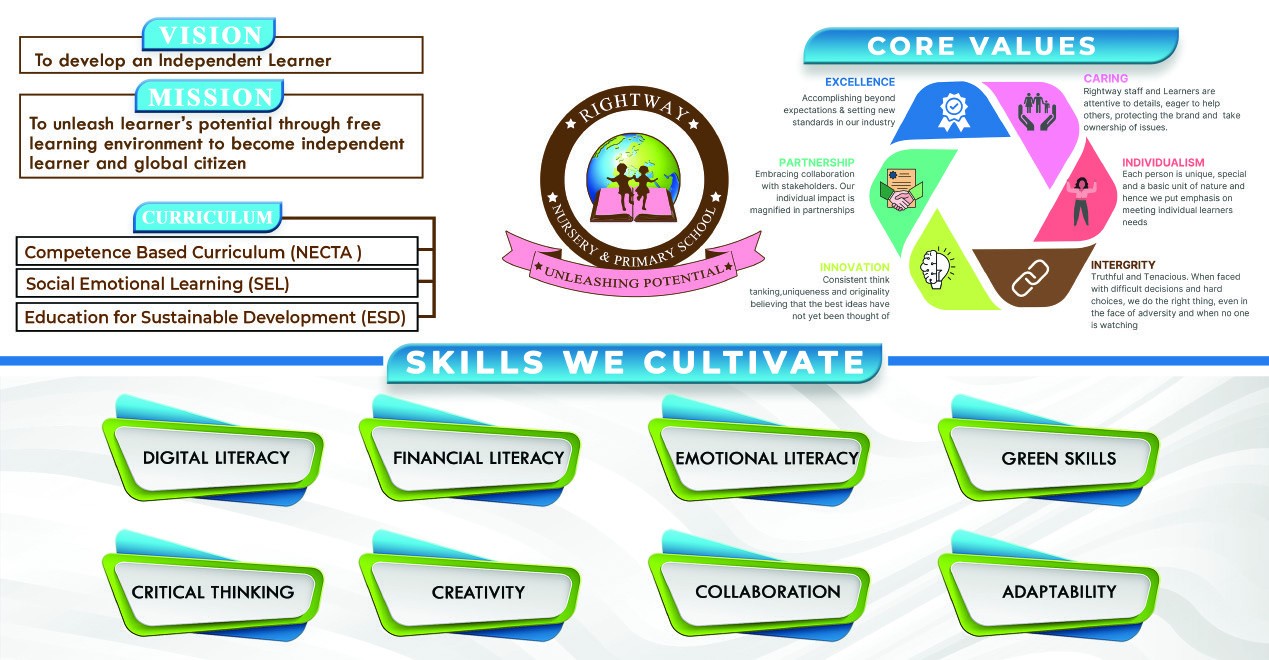 VISION
To develop an Independent Learner
MISSION
To unleash learner's potential through free
learning environment to become independent
learner and global citizen
CURRICULUM
Competence Based Curriculum (NECTA )
Social Emotional Learning (SEL)
Education for Sustainable Development (ESD)
RIGHTWAY
NURSERY & PRIMARY SCHOOL
UNLEASHING POTENTIAL
CORE VALUES
EXCELLENCE
Accomplishing beyond
expectations & setting new
standards in our industry
CARING
Rightway staff and Learners are
attentive to details, eager to help
others, protecting the brand and take
ownership of issues.
PARTNERSHIP
Embracing collaboration
with stakeholders. Our
individual impact is
magnified in partnerships
INDIVIDUALISM
Each person is unique, special
and a basic unit of nature and
hence we put emphasis on
meeting individual learners
needs
INNOVATION
Consistent think
tanking,uniqueness and originality
believing that the best ideas have
not yet been thought of
INTERGRITY
Truthful and Tenacious. When faced
with difficult decisions and hard
choices, we do the right thing, even in
the face of adversity and when no one
is watching
SKILLS WE CULTIVATE
DIGITAL LITERACY
FINANCIAL LITERACY
EMOTIONAL LITERACY
GREEN SKILLS
CRITICAL THINKING
CREATIVITY
COLLABORATION
ADAPTABILITY